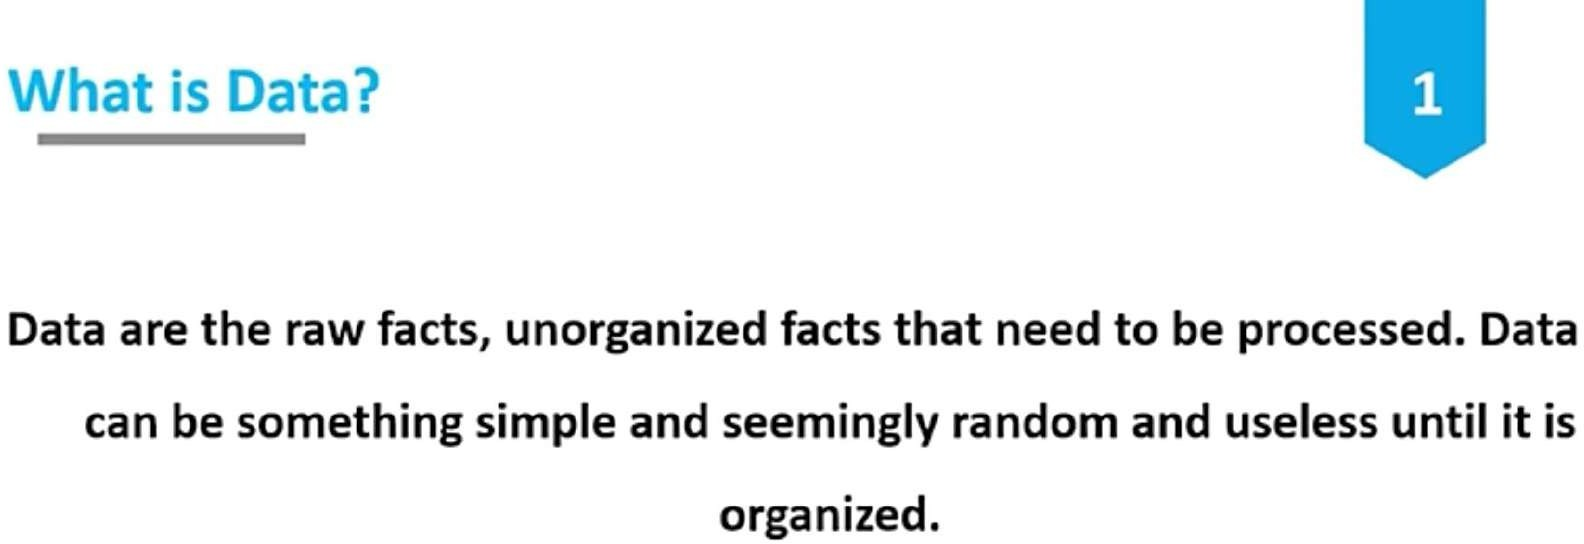 What is Data?
1
Data are the raw facts, unorganized facts that need to be processed. Data
can be something simple and seemingly random and useless until it is
organized.